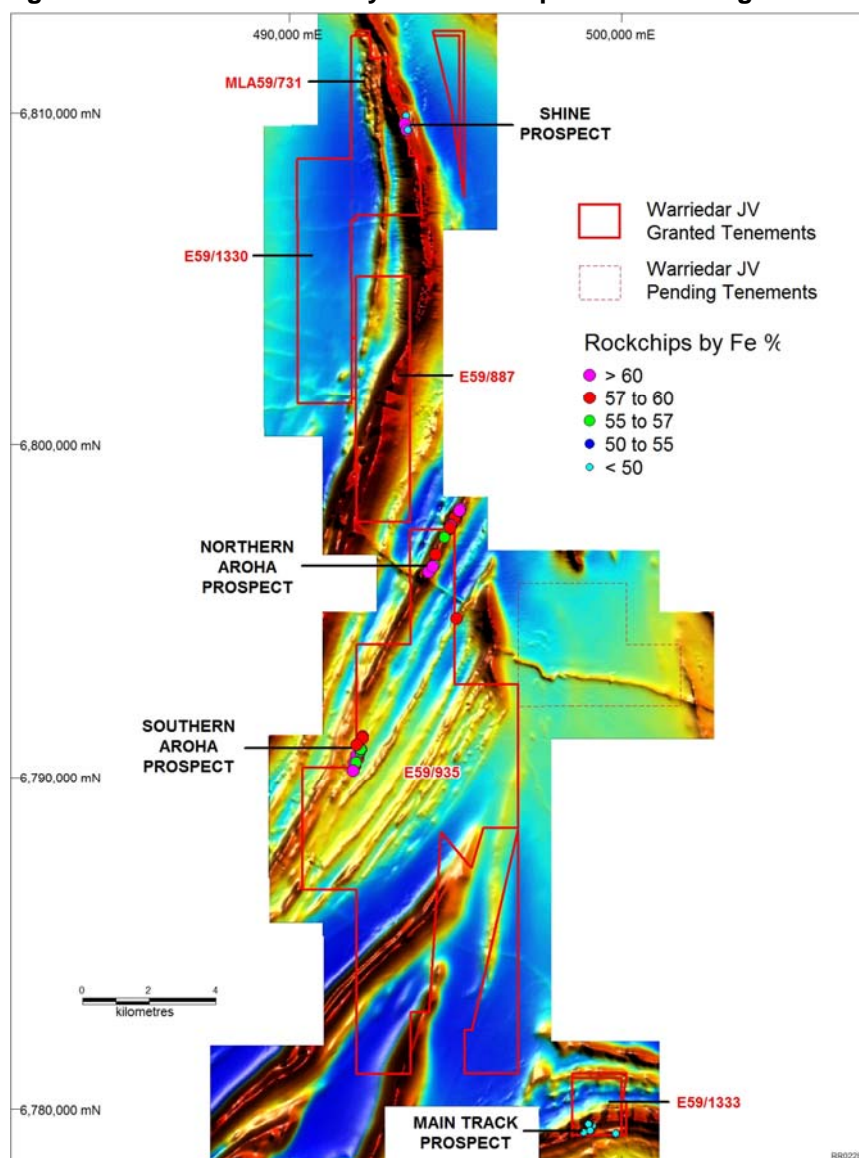 490,000 mE
500,000 mE
MLA59/731
6,810,000 mN
SHINE
PROSPECT
Warriedar JV
Granted Tenements
E59/1330
Warriedar JV
Pending Tenements
Rockchips by Fe %
> 60
57 to 60
55 to 57
50 to 55
< 50
E59/887
6,800,000 mN
NORTHERN
AROHA
PROSPECT
SOUTHERN
AROHA
PROSPECT
6,790,000 mN
E59/935
0 2 4
kilometres
6,780,000 mN
E59/1333
MAIN TRACK
PROSPECT